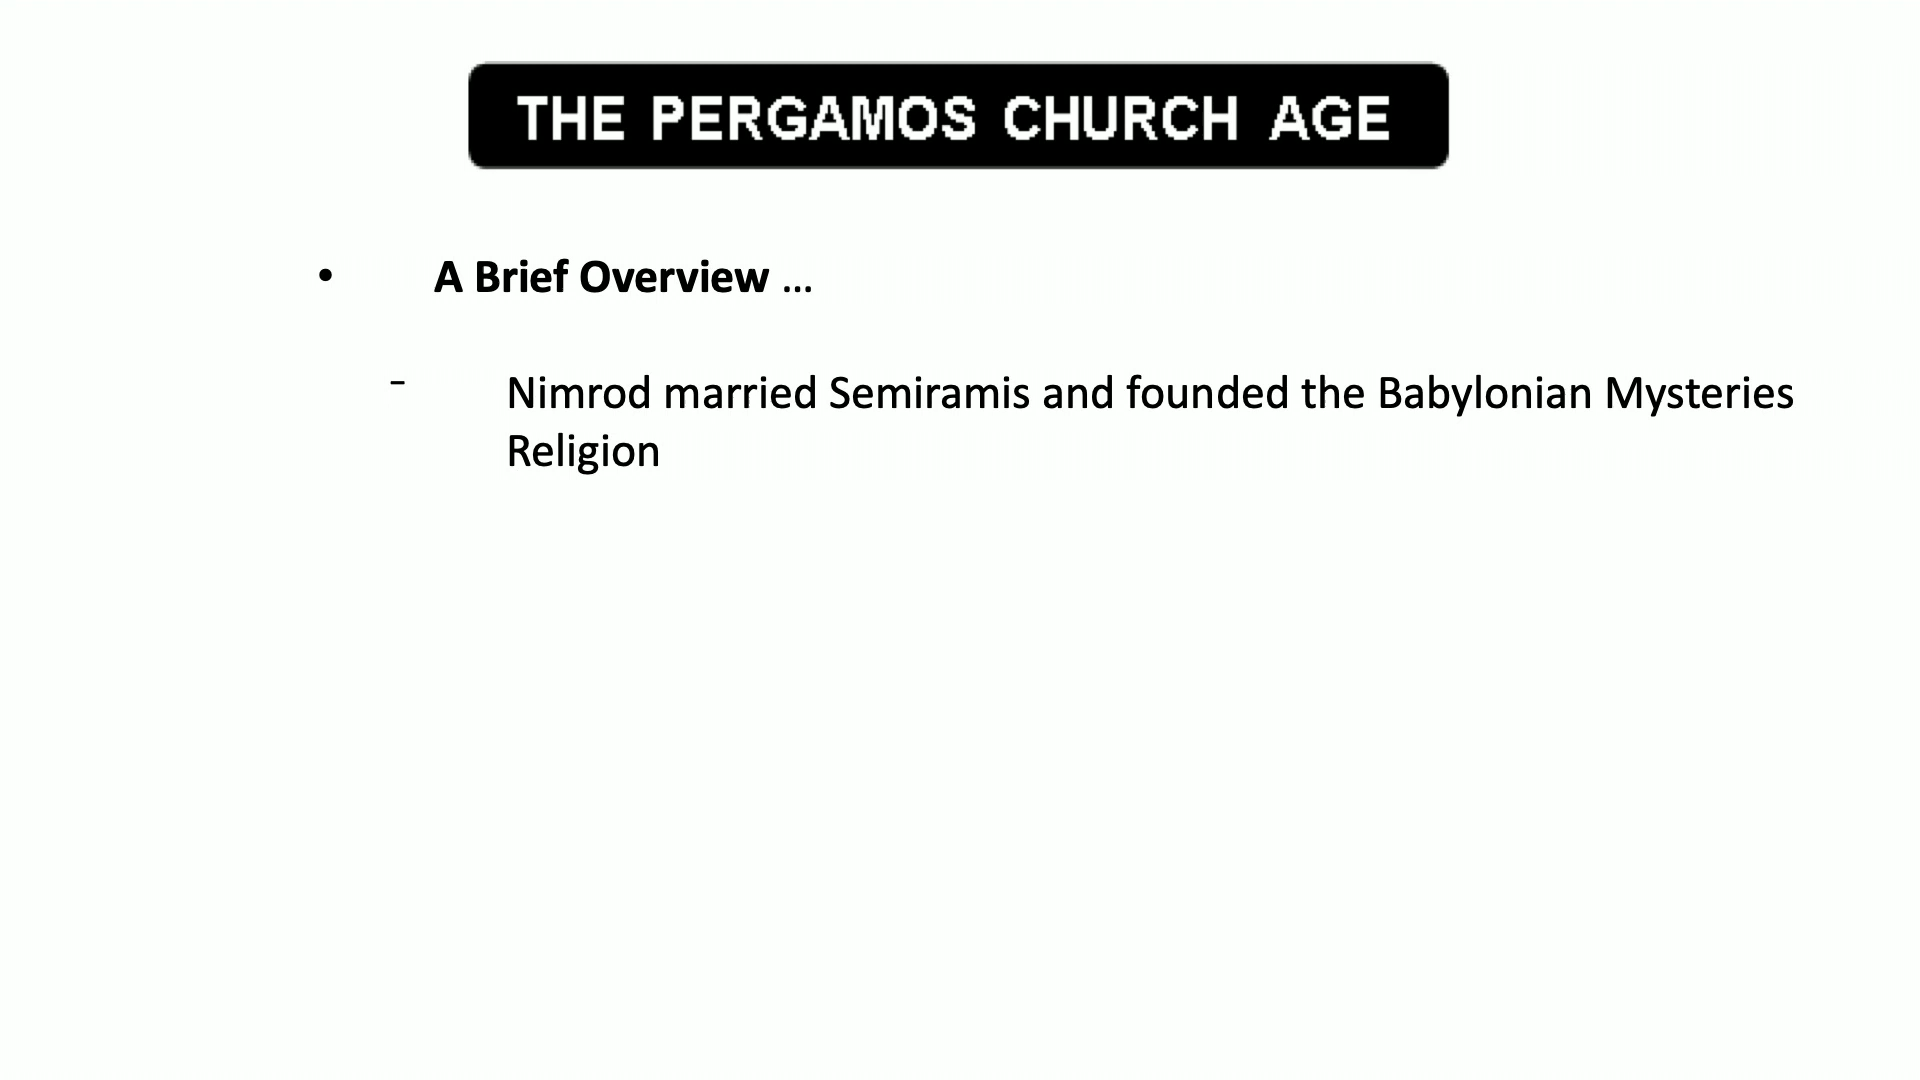 THE PERGAMOS CHURCH AGE
• A Brief Overview ...
- Nimrod married Semiramis and founded the Babylonian Mysteries
Religion